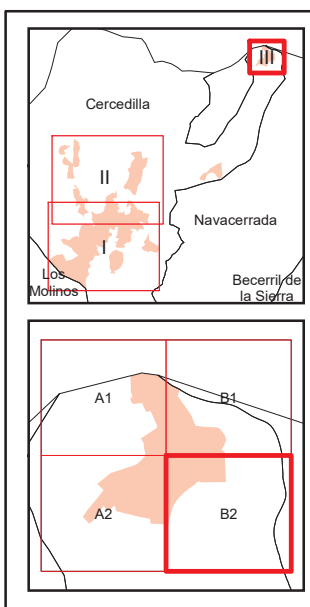 III
Cercedilla
II
Navacerrada
I
Los
Molinos
Becerril de
la Sierra
A1
B1
A2
B2